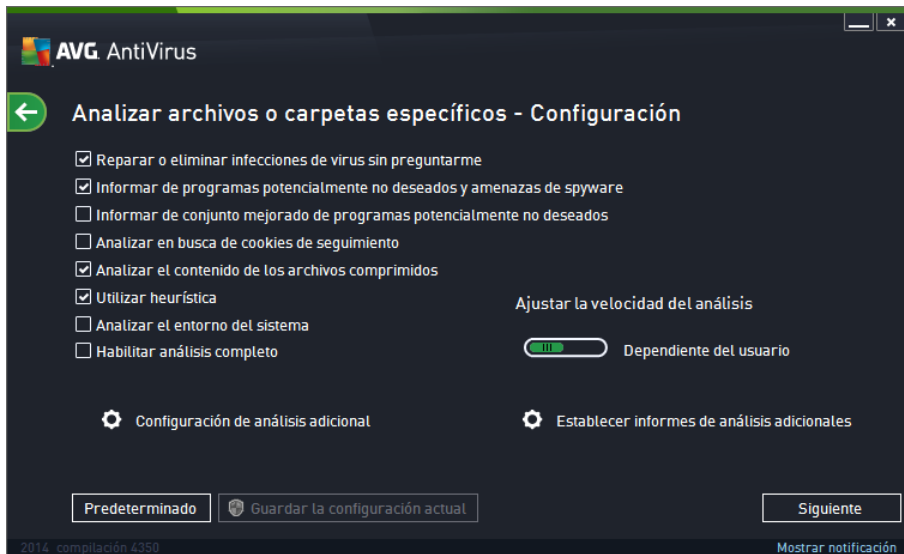 AVG. AntiVirus
Analizar archivos o carpetas específicos - Configuración
Reparar o eliminar infecciones de virus sin preguntarme
Informar de programas potencialmente no deseados y amenazas de spyware
Informar de conjunto mejorado de programas potencialmente no deseados
Analizar en busca de cookies de seguimiento
Analizar el contenido de los archivos comprimidos
Utilizar heurística
Analizar el entorno del sistema
Habilitar análisis completo
Ajustar la velocidad del análisis
Dependiente del usuario
Configuración de análisis adicional
Establecer informes de análisis adicionales
Predeterminado
Guardar la configuración actual
Siguiente
2014 compilación 4350
Mostrar notificación